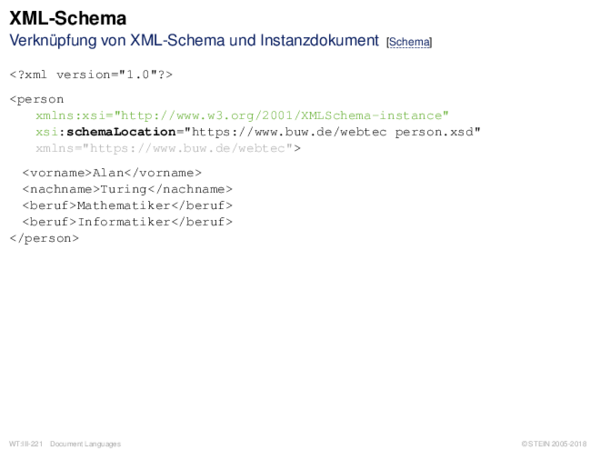 XML-Schema
Verknüpfung von XML-Schema und Instanzdokument [Schema]
<?xml version="1.0"?>
<person
xmlns:xsi="http://www.w3.org/2001/XMLSchema-instance"
xsi:schemaLocation="https://www.buw.de/webtec person.xsd"
xmlns="https://www.buw.de/webtec">
<vorname>Alan</vorname>
<nachname>Turing</nachname>
<beruf>Mathematiker</beruf>
<beruf>Informatiker</beruf>
</person>
WT:III-221 Document Languages © STEIN 2005-2018